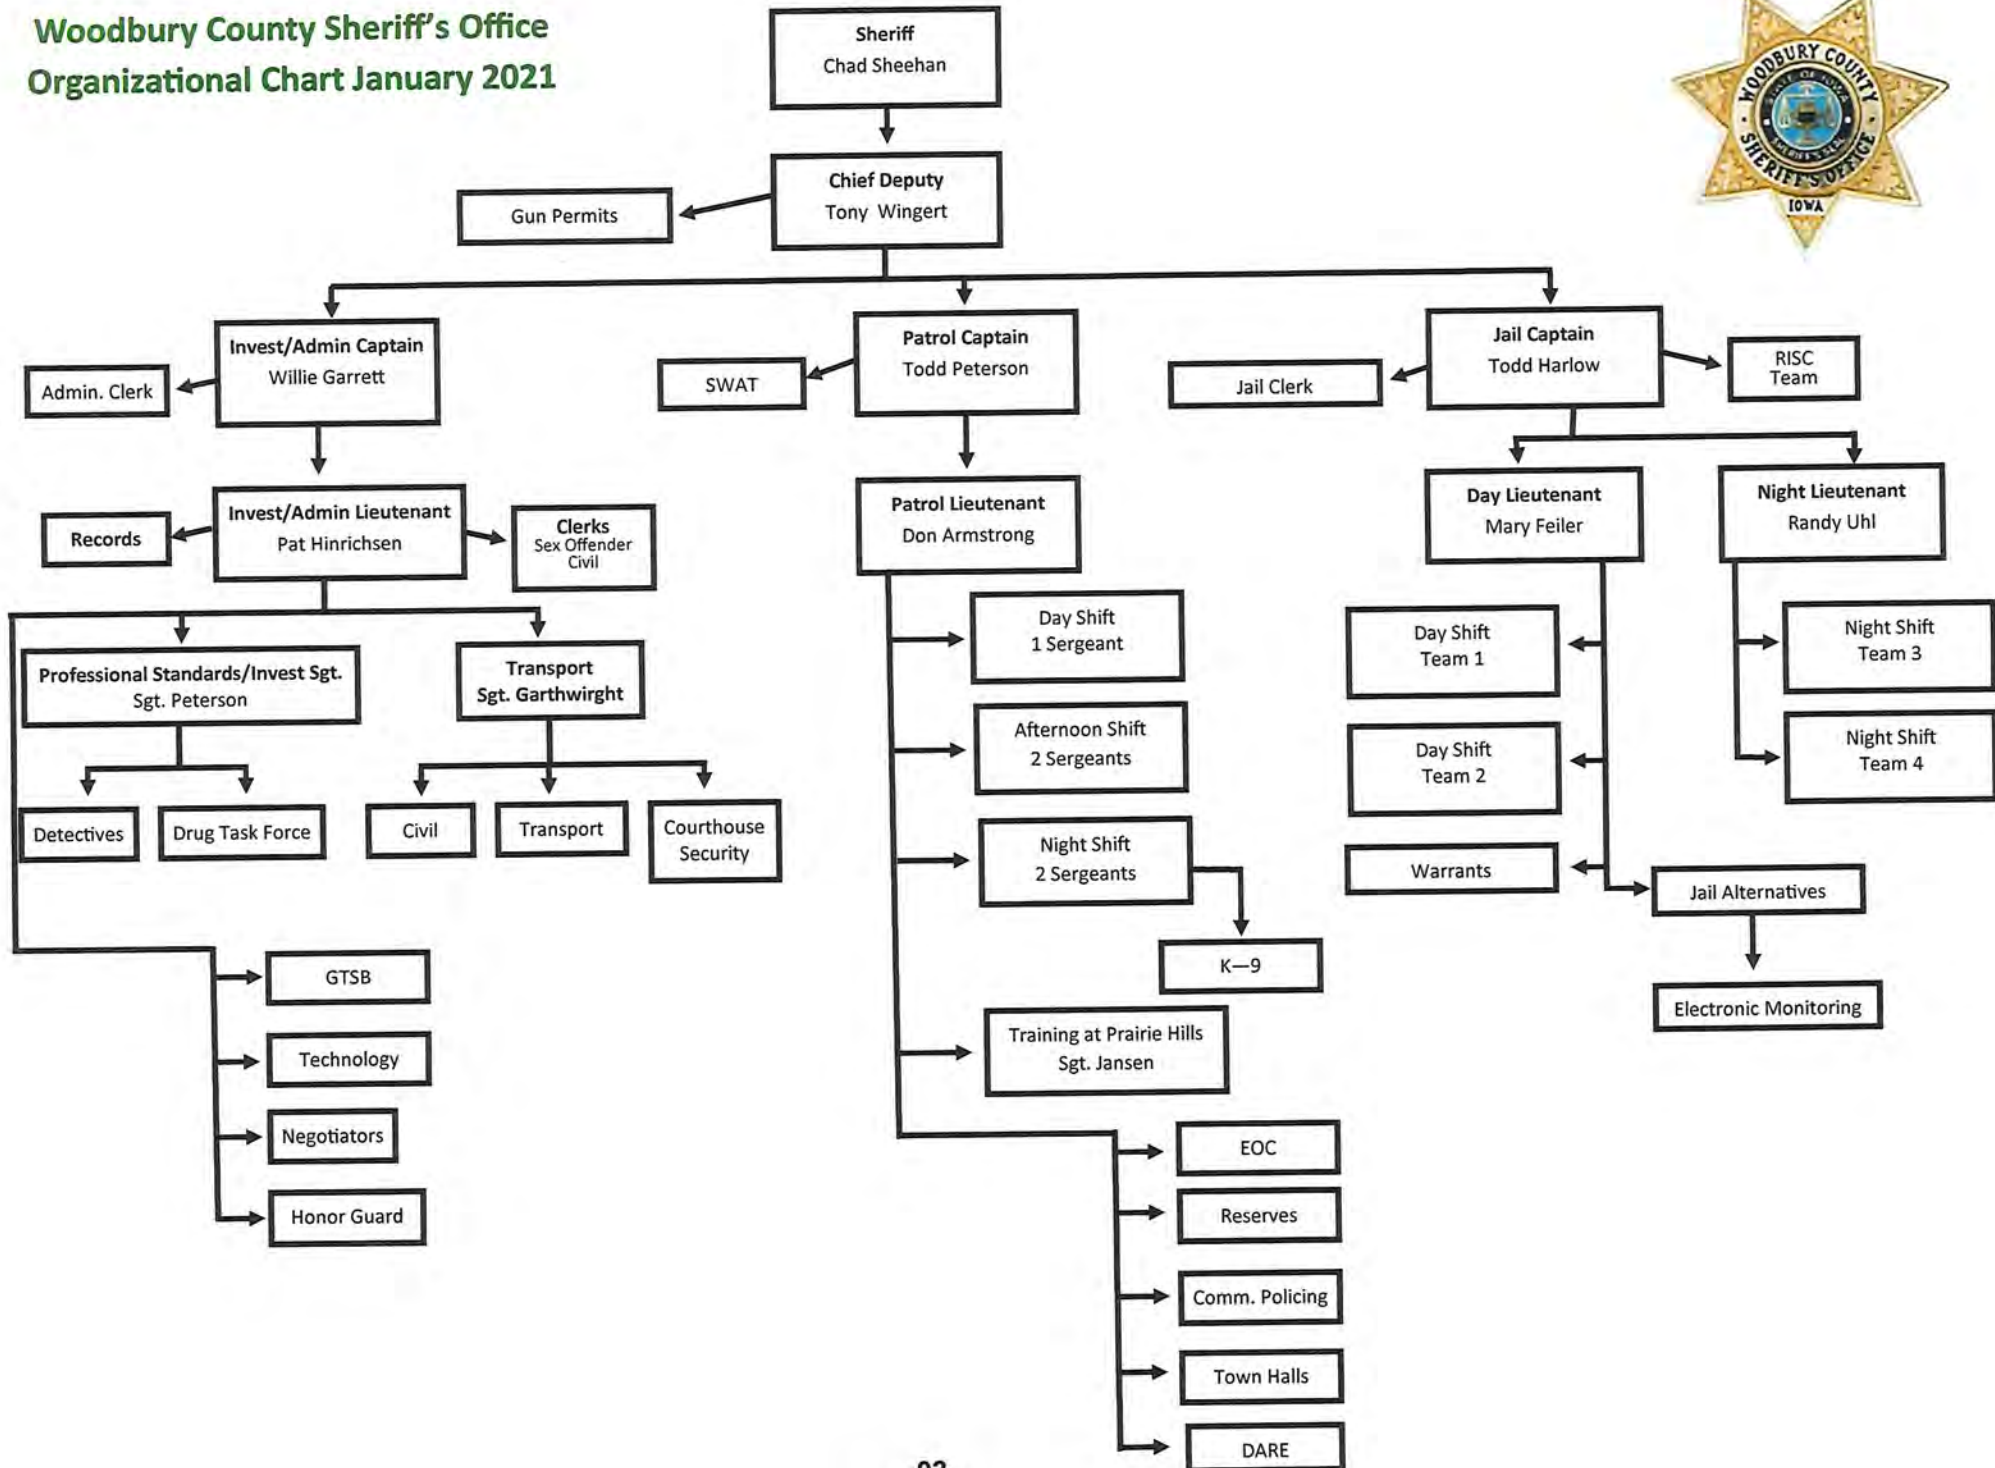 Woodbury County Sheriff's Office
Organizational Chart January 2021
Sheriff
Chad Sheehan
WOODBURY COUNTY
SHERIFF'S OFFICE
IOWA
Chief Deputy
Tony Wingert
Gun Permits
Invest/Admin Captain
Willie Garrett
Admin. Clerk
Patrol Captain
Todd Peterson
SWAT
Jail Captain
Todd Harlow
Jail Clerk
RISC
Team
Invest/Admin Lieutenant
Pat Hinrichsen
Records
Clerks
Sex Offender
Civil
Patrol Lieutenant
Don Armstrong
Day Lieutenant
Mary Feiler
Night Lieutenant
Randy Uhl
Professional Standards/Invest Sgt.
Sgt. Peterson
Transport
Sgt. Garthwirght
Detectives
Drug Task Force
Civil
Transport
Courthouse
Security
GTSB
Technology
Negotiators
Honor Guard
Day Shift
1 Sergeant
Afternoon Shift
2 Sergeants
Night Shift
2 Sergeants
K—9
Training at Prairie Hills
Sgt. Jansen
EOC
Reserves
Comm. Policing
Town Halls
DARE
Day Shift
Team 1
Day Shift
Team 2
Warrants
Jail Alternatives
Electronic Monitoring
Night Shift
Team 3
Night Shift
Team 4